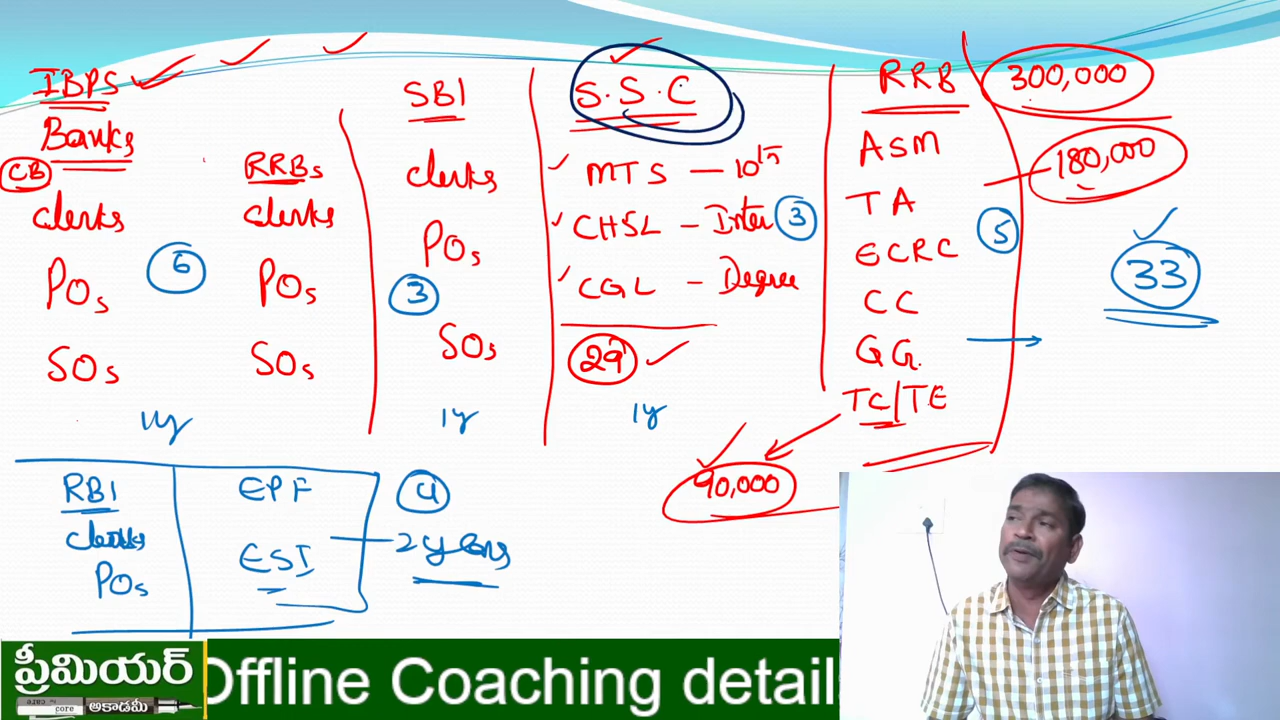 IBPS
Banks
CB
clerks
POs
SOs
6
1y
RRBs
clerks
POs
SOs
SBI
clerks
POs
3
SOs
1y
S.S.C
MTS – 10th
CHSL – Inter 3
CGL – Degree
29
1y
RRB
ASM
TA
ECRC
CC
GG
TC/TE
5
90,000
300,000
180,000
33
RBI
clerks
POs
EPF
ESI
4
2 years
ప్రీమియర్
core
అకాడమీ
Offline Coaching detail